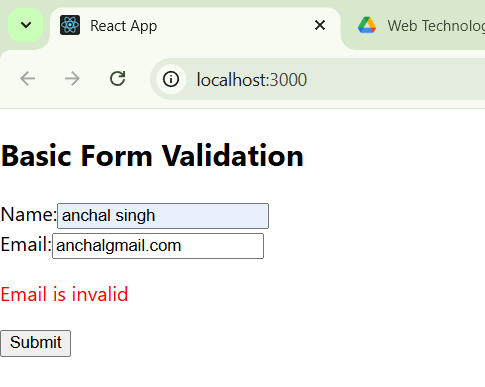 React App
Web Technolog
localhost:3000
Basic Form Validation
Name: anchal singh
Email: anchalgmail.com
Email is invalid
Submit